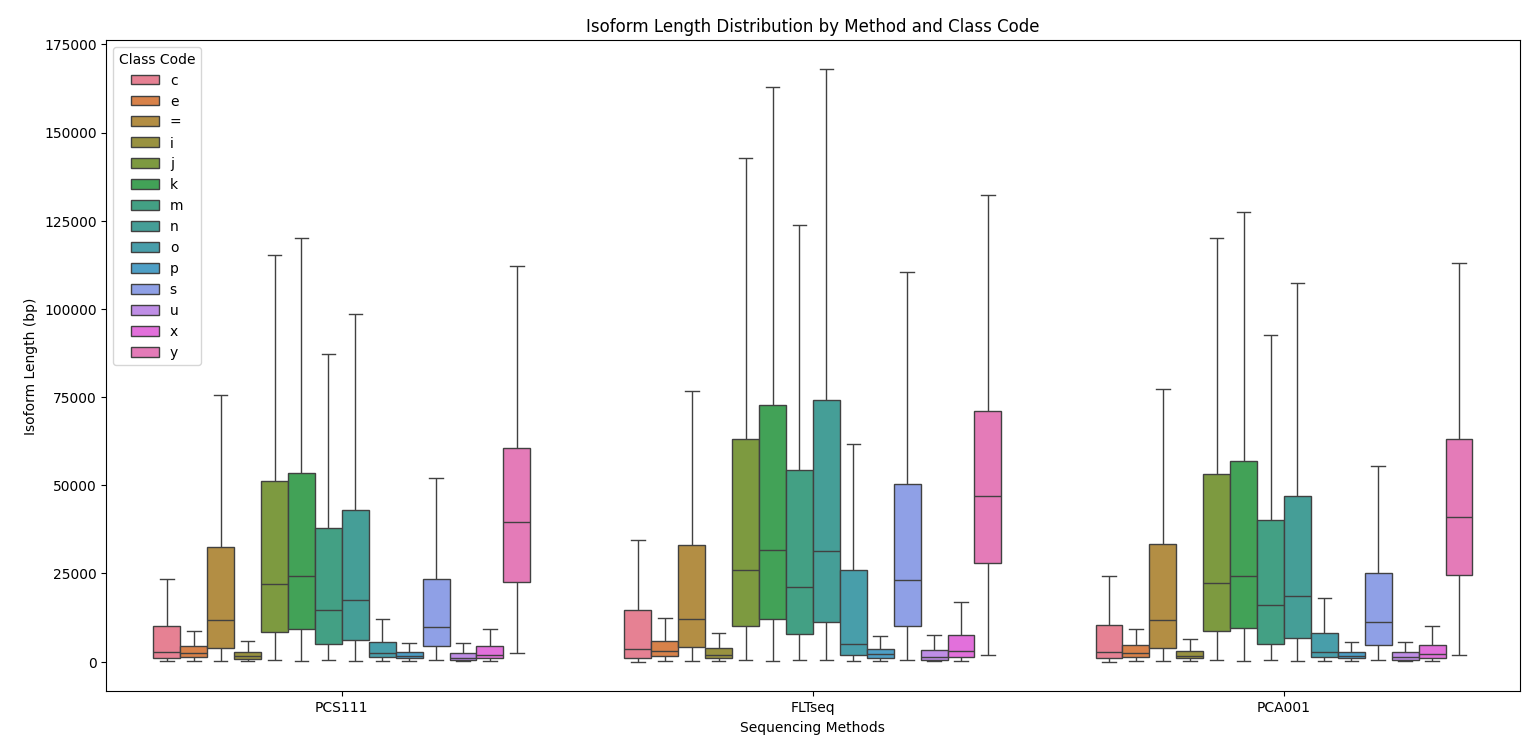 Isoform Length Distribution by Method and Class Code
175000
150000
125000
100000
75000
50000
25000
0
Isoform Length (bp)
Class Code
c
e
=
i
j
k
m
n
o
p
s
u
x
y
PCS111
FLTseq
PCA001
Sequencing Methods